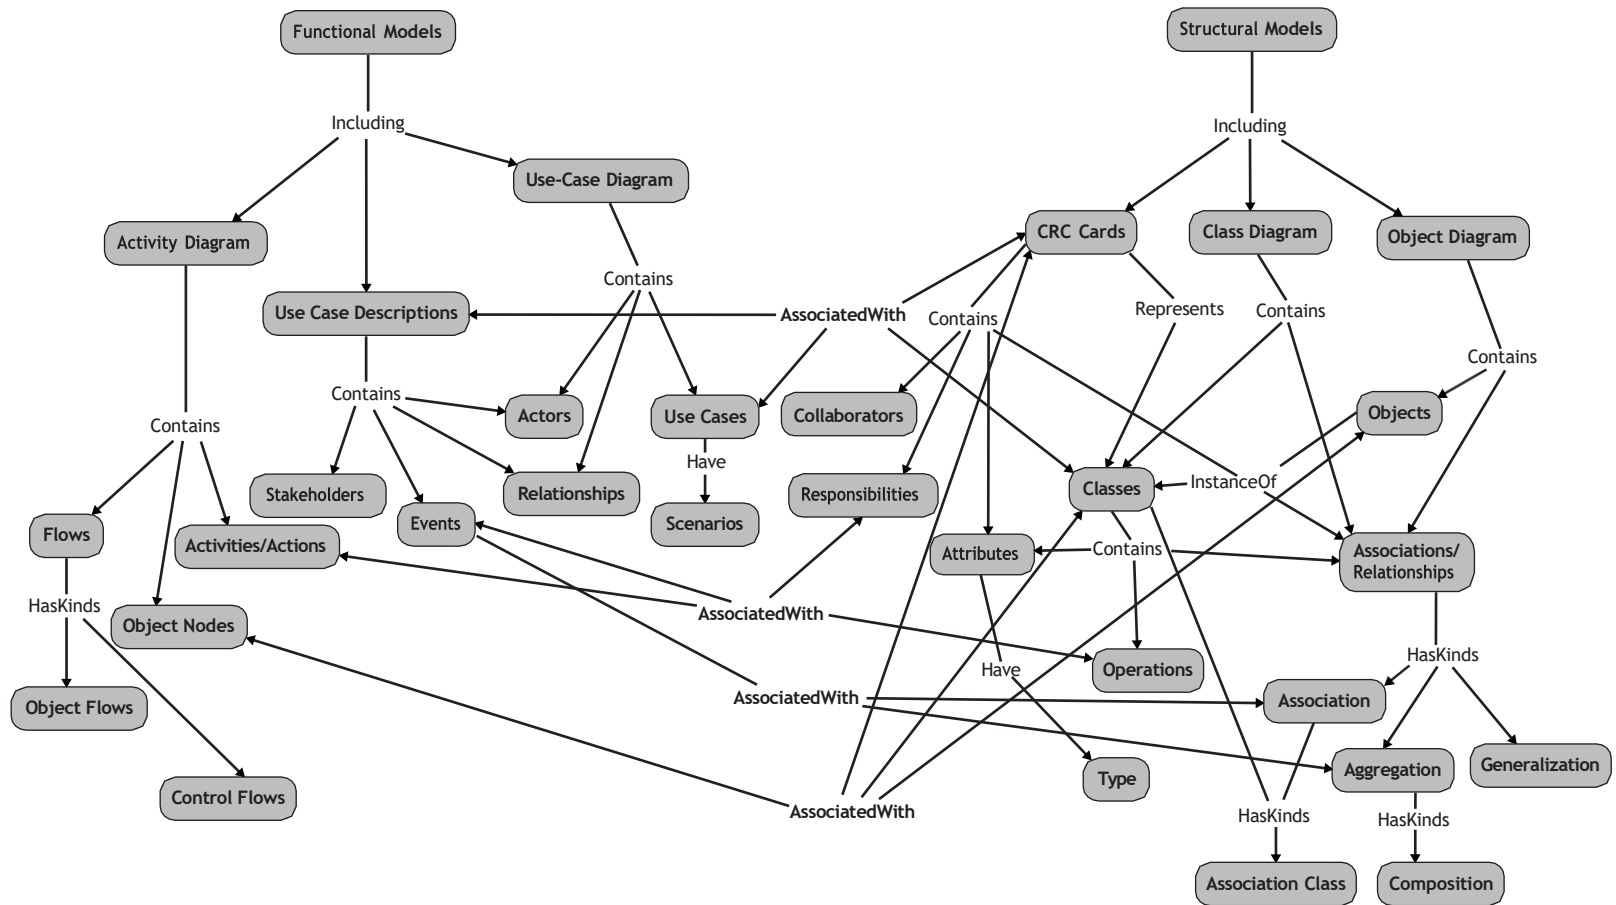 Functional Models
Structural Models
Including
Including
Use-Case Diagram
Activity Diagram
CRC Cards
Class Diagram
Object Diagram
Contains
Use Case Descriptions
AssociatedWith
Contains
Represents
Contains
Contains
Contains
Actors
Use Cases
Collaborators
Objects
Contains
Have
Stakeholders
Relationships
Responsibilities
Classes
InstanceOf
Events
Scenarios
Flows
Activities/Actions
Attributes
Contains
Associations/
Relationships
HasKinds
Object Nodes
AssociatedWith
Have
Operations
HasKinds
Object Flows
AssociatedWith
Association
Control Flows
Type
Aggregation
Generalization
AssociatedWith
HasKinds
HasKinds
Association Class
Composition